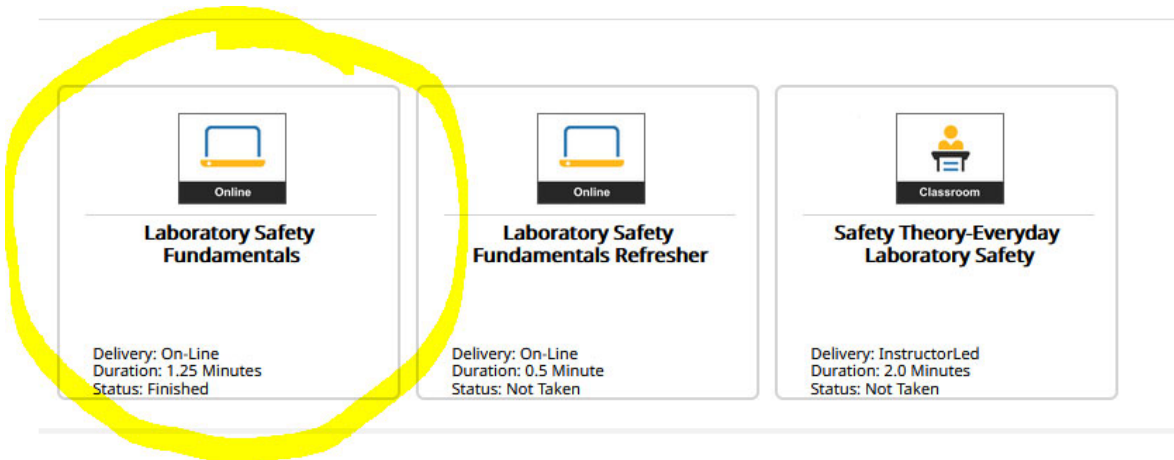 Online
Laboratory Safety
Fundamentals
Delivery: On-Line
Duration: 1.25 Minutes
Status: Finished
Online
Laboratory Safety
Fundamentals Refresher
Delivery: On-Line
Duration: 0.5 Minute
Status: Not Taken
Classroom
Safety Theory-Everyday
Laboratory Safety
Delivery: InstructorLed
Duration: 2.0 Minutes
Status: Not Taken